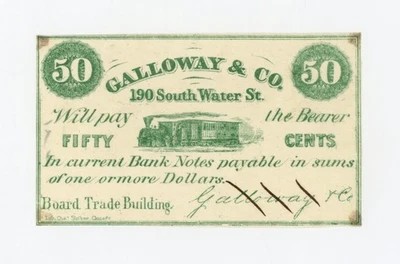 50 GALLOWAY & CO. 50
190 South Water St.
Will pay the Bearer
FIFTY CENTS
In current Bank Notes payable in sums
of one or more Dollars.
Board Trade Building. Galloway & Co